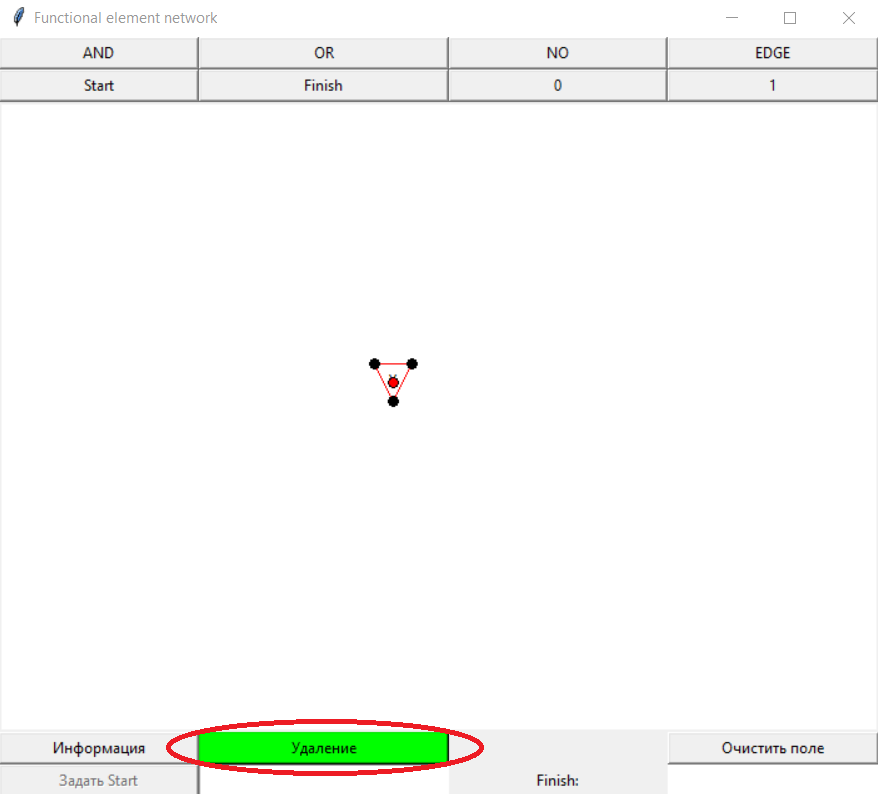 Functional element network
AND OR NO EDGE
Start Finish 0 1
Информация Удаление Очистить поле
Задать Start Finish: